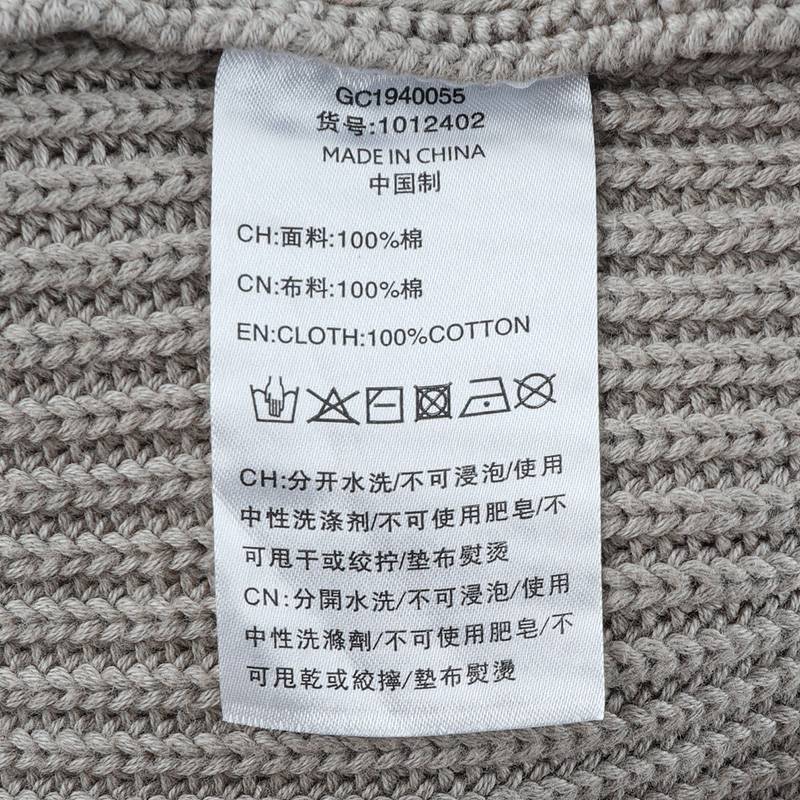 GC1940055
货号:1012402
MADE IN CHINA
中国制
CH:面料:100%棉
CN:布料:100%棉
EN:CLOTH:100%COTTON
CH:分开水洗/不可浸泡/使用
中性洗涤剂/不可使用肥皂/不
可甩干或绞拧/垫布熨烫
CN:分開水洗/不可浸泡/使用
中性洗滌劑/不可使用肥皂/不
可甩乾或絞擰/墊布熨燙